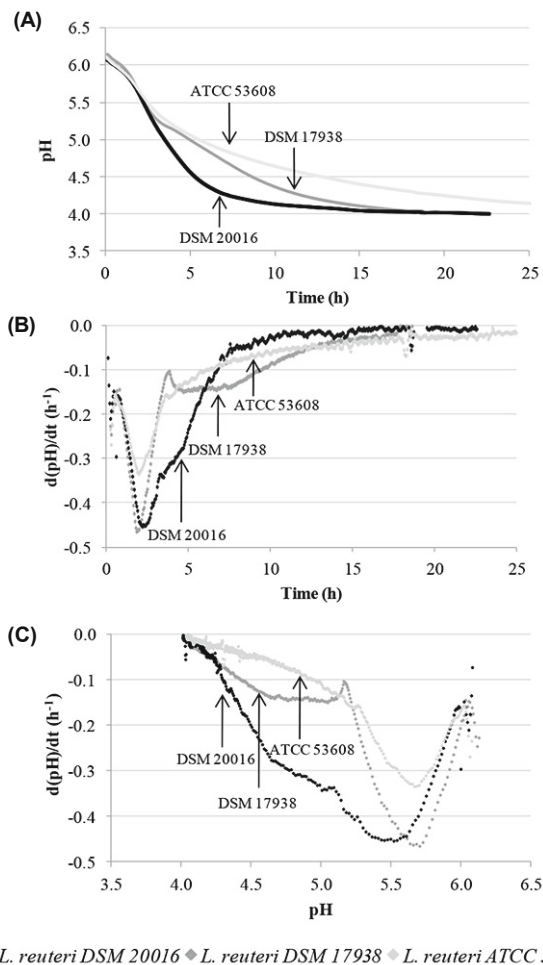 (A)
6.5
6.0
5.5
5.0
4.5
4.0
3.5
pH
ATCC 53608
DSM 17938
DSM 20016
0 5 10 15 20 25
Time (h)
(B)
0.0
-0.1
-0.2
-0.3
-0.4
-0.5
d(pH)/dt (h-1)
ATCC 53608
DSM 17938
DSM 20016
0 5 10 15 20 25
Time (h)
(C)
0.0
-0.1
-0.2
-0.3
-0.4
-0.5
d(pH)/dt (h-1)
DSM 20016
ATCC 53608
DSM 17938
3.5 4.0 4.5 5.0 5.5 6.0 6.5
pH
L. reuteri DSM 20016 ◆ L. reuteri DSM 17938 ◆ L. reuteri ATCC